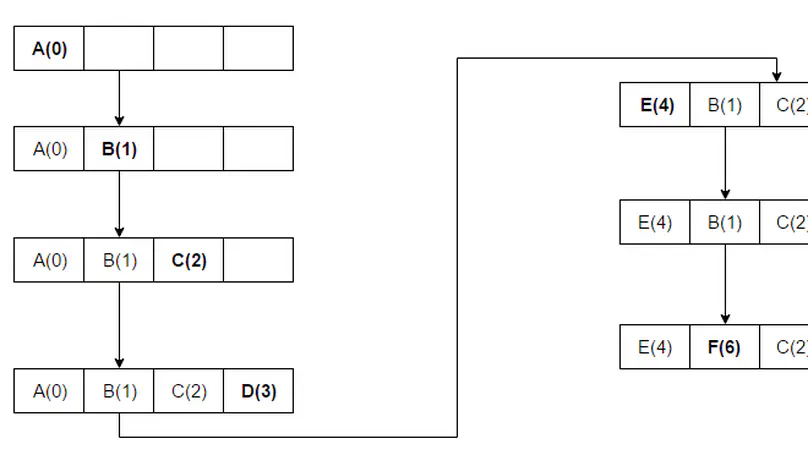 A(0)
A(0) B(1)
A(0) B(1) C(2)
A(0) B(1) C(2) D(3)
E(4) B(1) C(2)
E(4) B(1) C(2)
E(4) F(6) C(2)